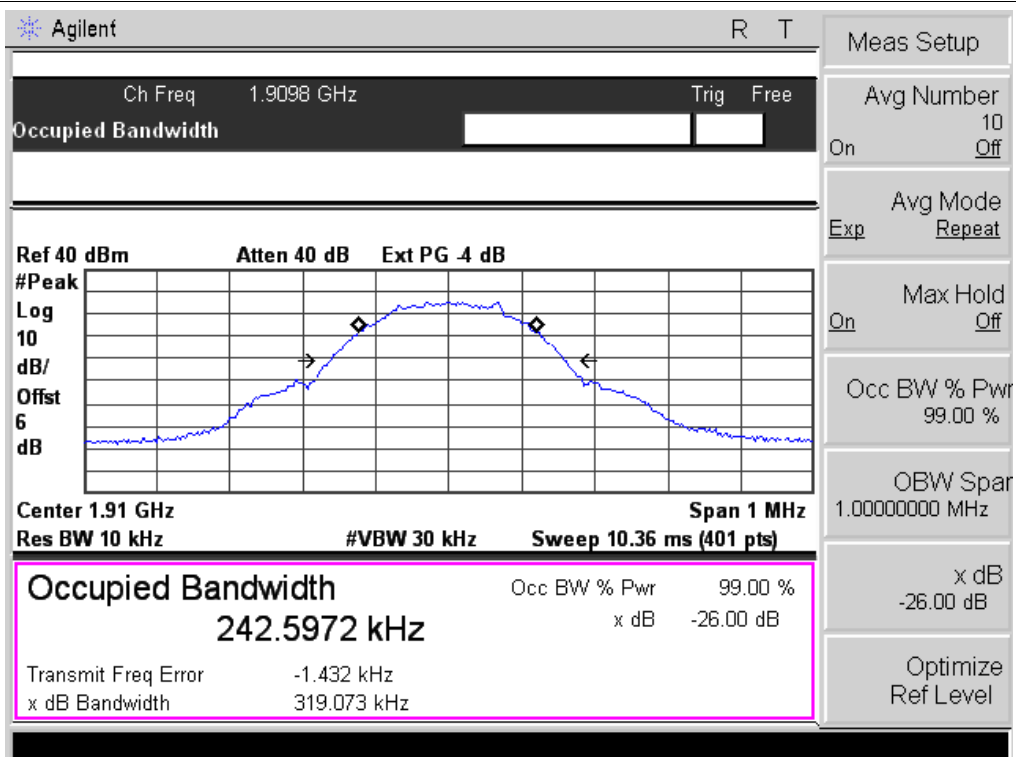 Agilent R T
Ch Freq 1.9098 GHz Trig Free
Occupied Bandwidth
Ref 40 dBm Atten 40 dB Ext PG -4 dB
#Peak
Log
10
dB/
Offst
6
dB
Center 1.91 GHz Span 1 MHz
Res BW 10 kHz #VBW 30 kHz Sweep 10.36 ms (401 pts)
Occupied Bandwidth Occ BW % Pwr 99.00 %
242.5972 kHz x dB -26.00 dB
Transmit Freq Error -1.432 kHz
x dB Bandwidth 319.073 kHz
Meas Setup
Avg Number
10
On Off
Avg Mode
Exp Repeat
Max Hold
On Off
Occ BW % Pwr
99.00 %
OBW Span
1.00000000 MHz
x dB
-26.00 dB
Optimize
Ref Level